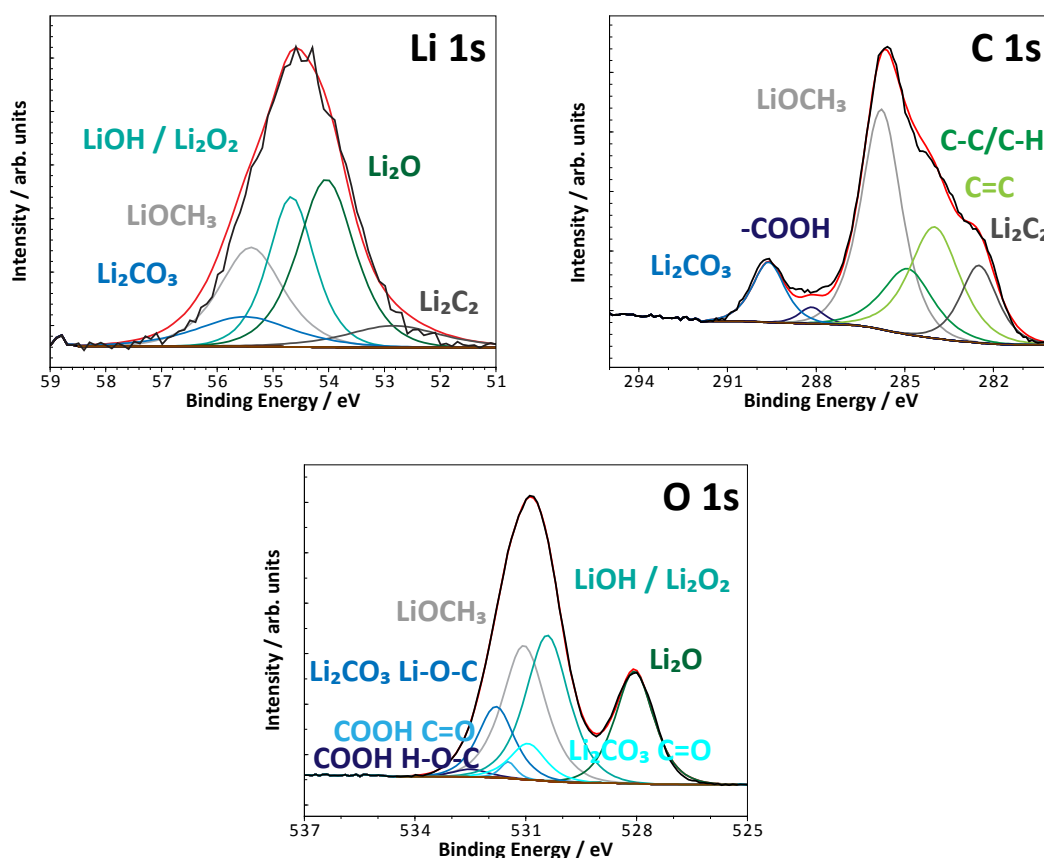 Li 1s
LiOH / Li₂O₂
Li₂O
LiOCH₃
Li₂CO₃
Li₂C₂
Intensity / arb. units
59 58 57 56 55 54 53 52 51
Binding Energy / eV
C 1s
LiOCH₃
C-C/C-H
C=C
-COOH
Li₂C₂
Li₂CO₃
Intensity / arb. units
294 291 288 285 282
Binding Energy / eV
O 1s
LiOH / Li₂O₂
LiOCH₃
Li₂CO₃ Li-O-C
Li₂O
COOH C=O
Li₂CO₃ C=O
COOH H-O-C
Intensity / arb. units
537 534 531 528 525
Binding Energy / eV